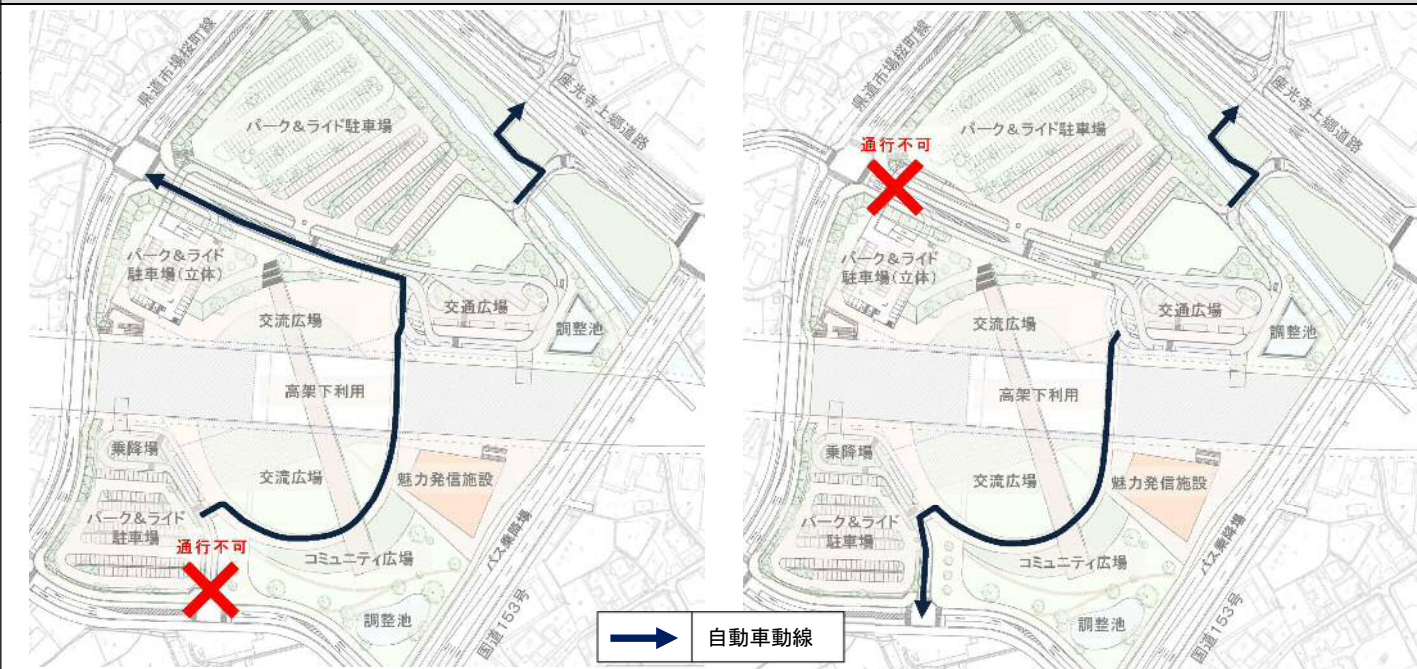 県道市場桜町線
座光寺上郷道路
パーク&ライド駐車場
パーク&ライド
駐車場(立体)
交通広場
調整池
交流広場
高架下利用
乗降場
交流広場
魅力発信施設
パーク&ライド
駐車場
通行不可
コミュニティ広場
バス乗降場
調整池
国道153号
県道市場桜町線
座光寺上郷道路
パーク&ライド駐車場
通行不可
パーク&ライド
駐車場(立体)
交通広場
調整池
交流広場
高架下利用
乗降場
交流広場
魅力発信施設
パーク&ライド
駐車場
コミュニティ広場
バス乗降場
調整池
国道153号
自動車動線